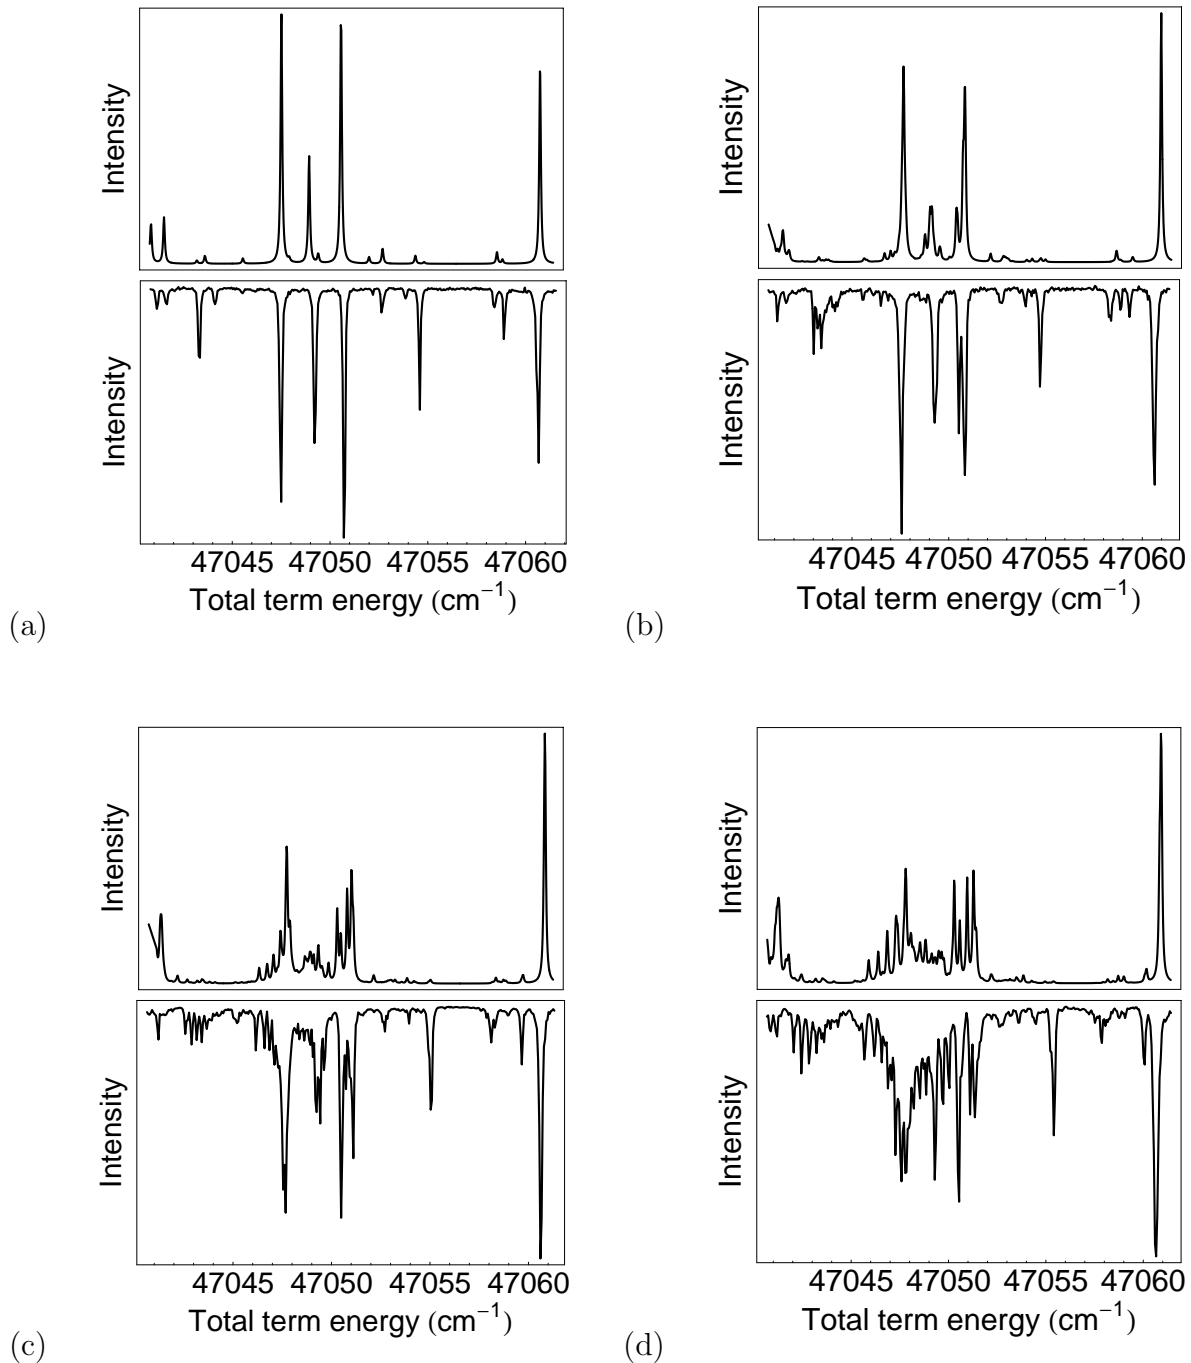 Intensity
Intensity
47045 47050 47055 47060
Total term energy (cm⁻¹)
(a)
Intensity
Intensity
47045 47050 47055 47060
Total term energy (cm⁻¹)
(b)
Intensity
Intensity
47045 47050 47055 47060
Total term energy (cm⁻¹)
(c)
Intensity
Intensity
47045 47050 47055 47060
Total term energy (cm⁻¹)
(d)